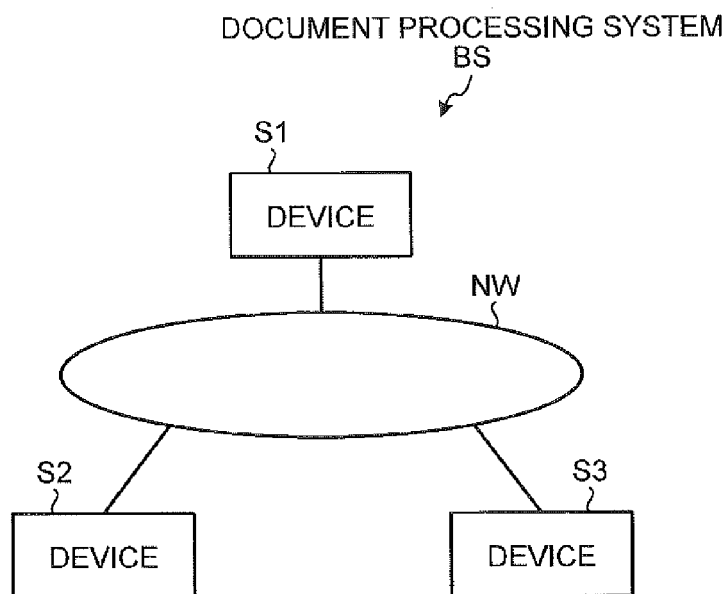 DOCUMENT PROCESSING SYSTEM
BS
S1
DEVICE
NW
S2
DEVICE
S3
DEVICE